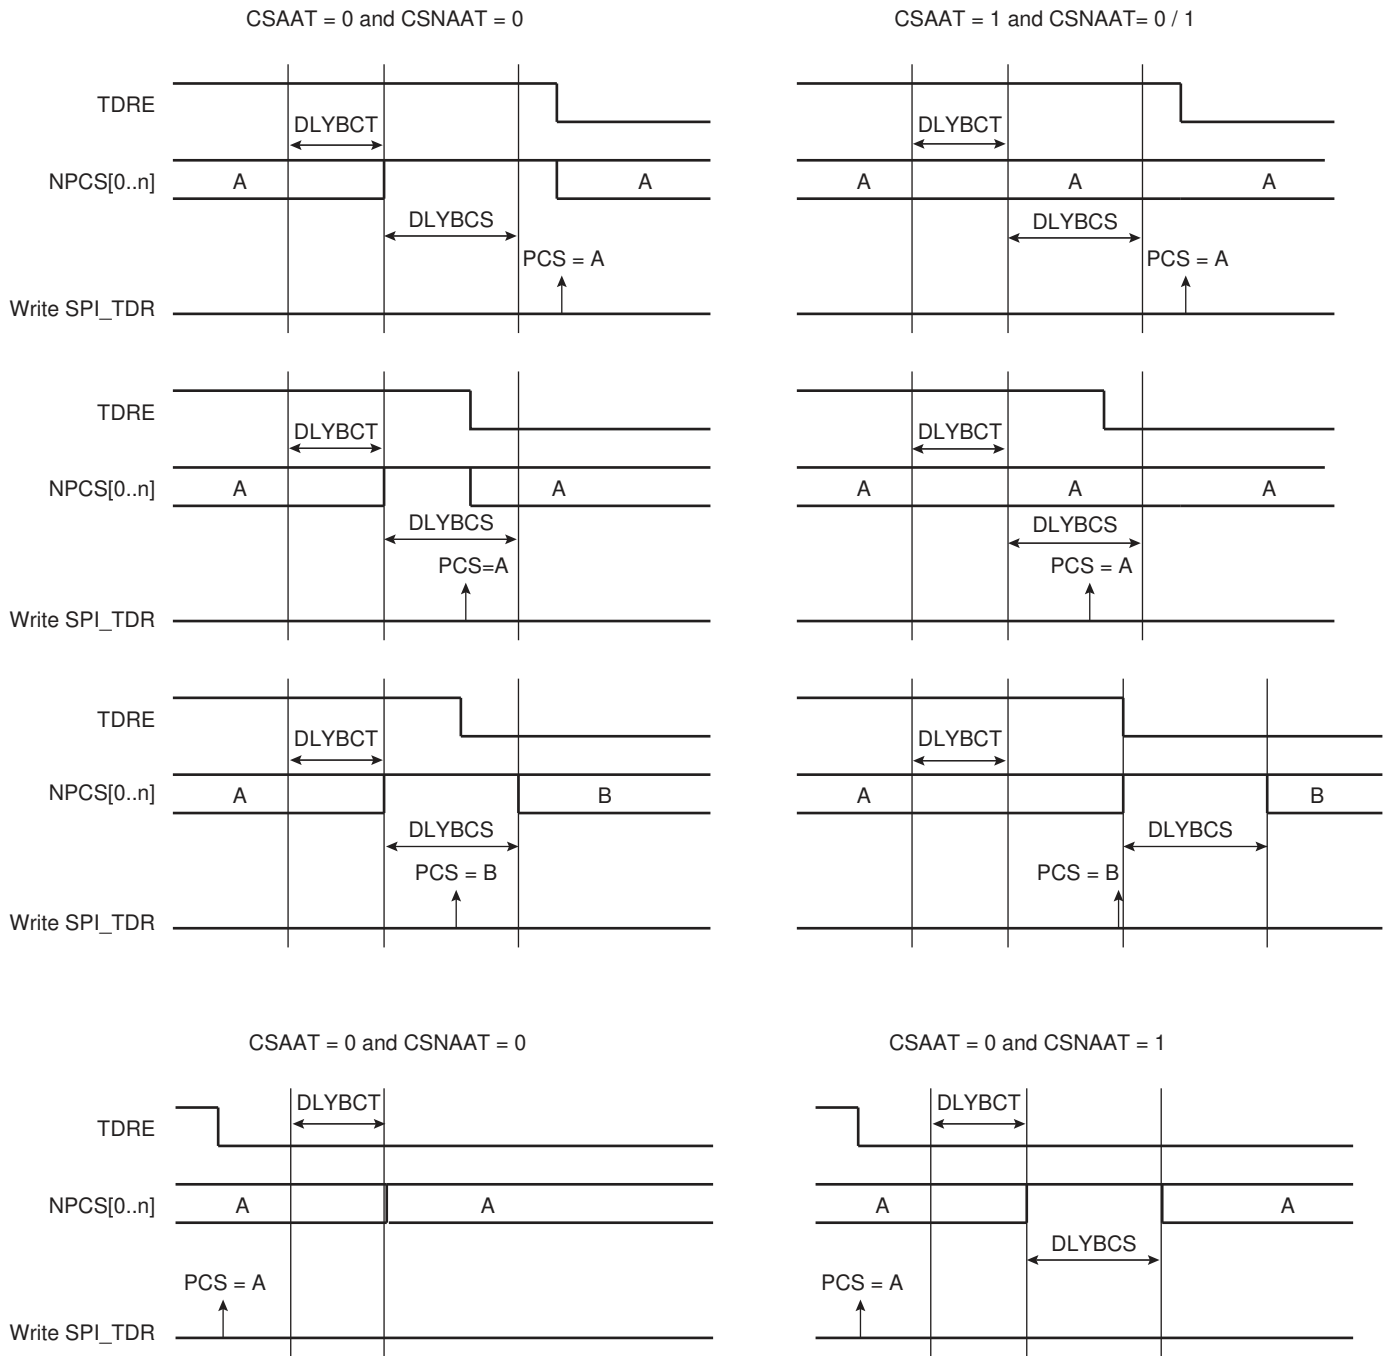 CSAAT = 0 and CSNAAT = 0
CSAAT = 1 and CSNAAT= 0 / 1
TDRE
DLYBCT
DLYBCT
NPCS[0..n]
A
A
A
A
A
DLYBCS
DLYBCS
PCS = A
PCS = A
Write SPI_TDR
TDRE
DLYBCT
DLYBCT
NPCS[0..n]
A
A
A
A
A
DLYBCS
DLYBCS
PCS=A
PCS = A
Write SPI_TDR
TDRE
DLYBCT
DLYBCT
NPCS[0..n]
A
B
A
B
DLYBCS
DLYBCS
PCS = B
PCS = B
Write SPI_TDR
CSAAT = 0 and CSNAAT = 0
CSAAT = 0 and CSNAAT = 1
DLYBCT
DLYBCT
TDRE
NPCS[0..n]
A
A
A
A
DLYBCS
PCS = A
PCS = A
Write SPI_TDR